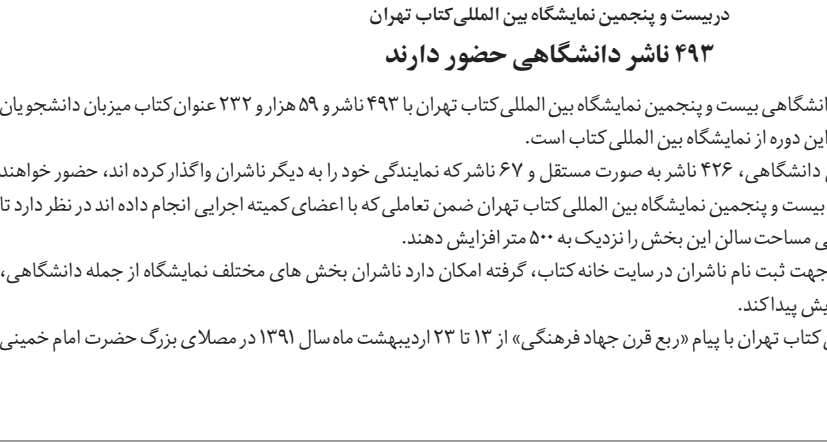 دربیست و پنجمین نمایشگاه بین المللی کتاب تهران
۴۹۳ ناشر دانشگاهی حضور دارند
انشگاهی بیست و پنجمین نمایشگاه بین المللی کتاب تهران با ۴۹۳ ناشر و ۵۹ هزار و ۲۳۲ عنوان کتاب میزبان دانشجویان
این دوره از نمایشگاه بین المللی کتاب است.
دانشگاهی، ۴۲۶ ناشر به صورت مستقل و ۶۷ ناشر که نمایندگی خود را به دیگر ناشران واگذار کرده اند، حضور خواهند
بیست و پنجمین نمایشگاه بین المللی کتاب تهران ضمن تعاملی که با اعضای کمیته اجرایی انجام داده اند در نظر دارد تا
مساحت سالن این بخش را نزدیک به ۵۰۰ متر افزایش دهند.
جهت ثبت نام ناشران در سایت خانه کتاب، گرفته امکان دارد ناشران بخش های مختلف نمایشگاه از جمله دانشگاهی،
یش پیدا کند.
کتاب تهران با پیام «ربع قرن جهاد فرهنگی» از ۱۳ تا ۲۳ اردیبهشت ماه سال ۱۳۹۱ در مصلای بزرگ حضرت امام خمینی